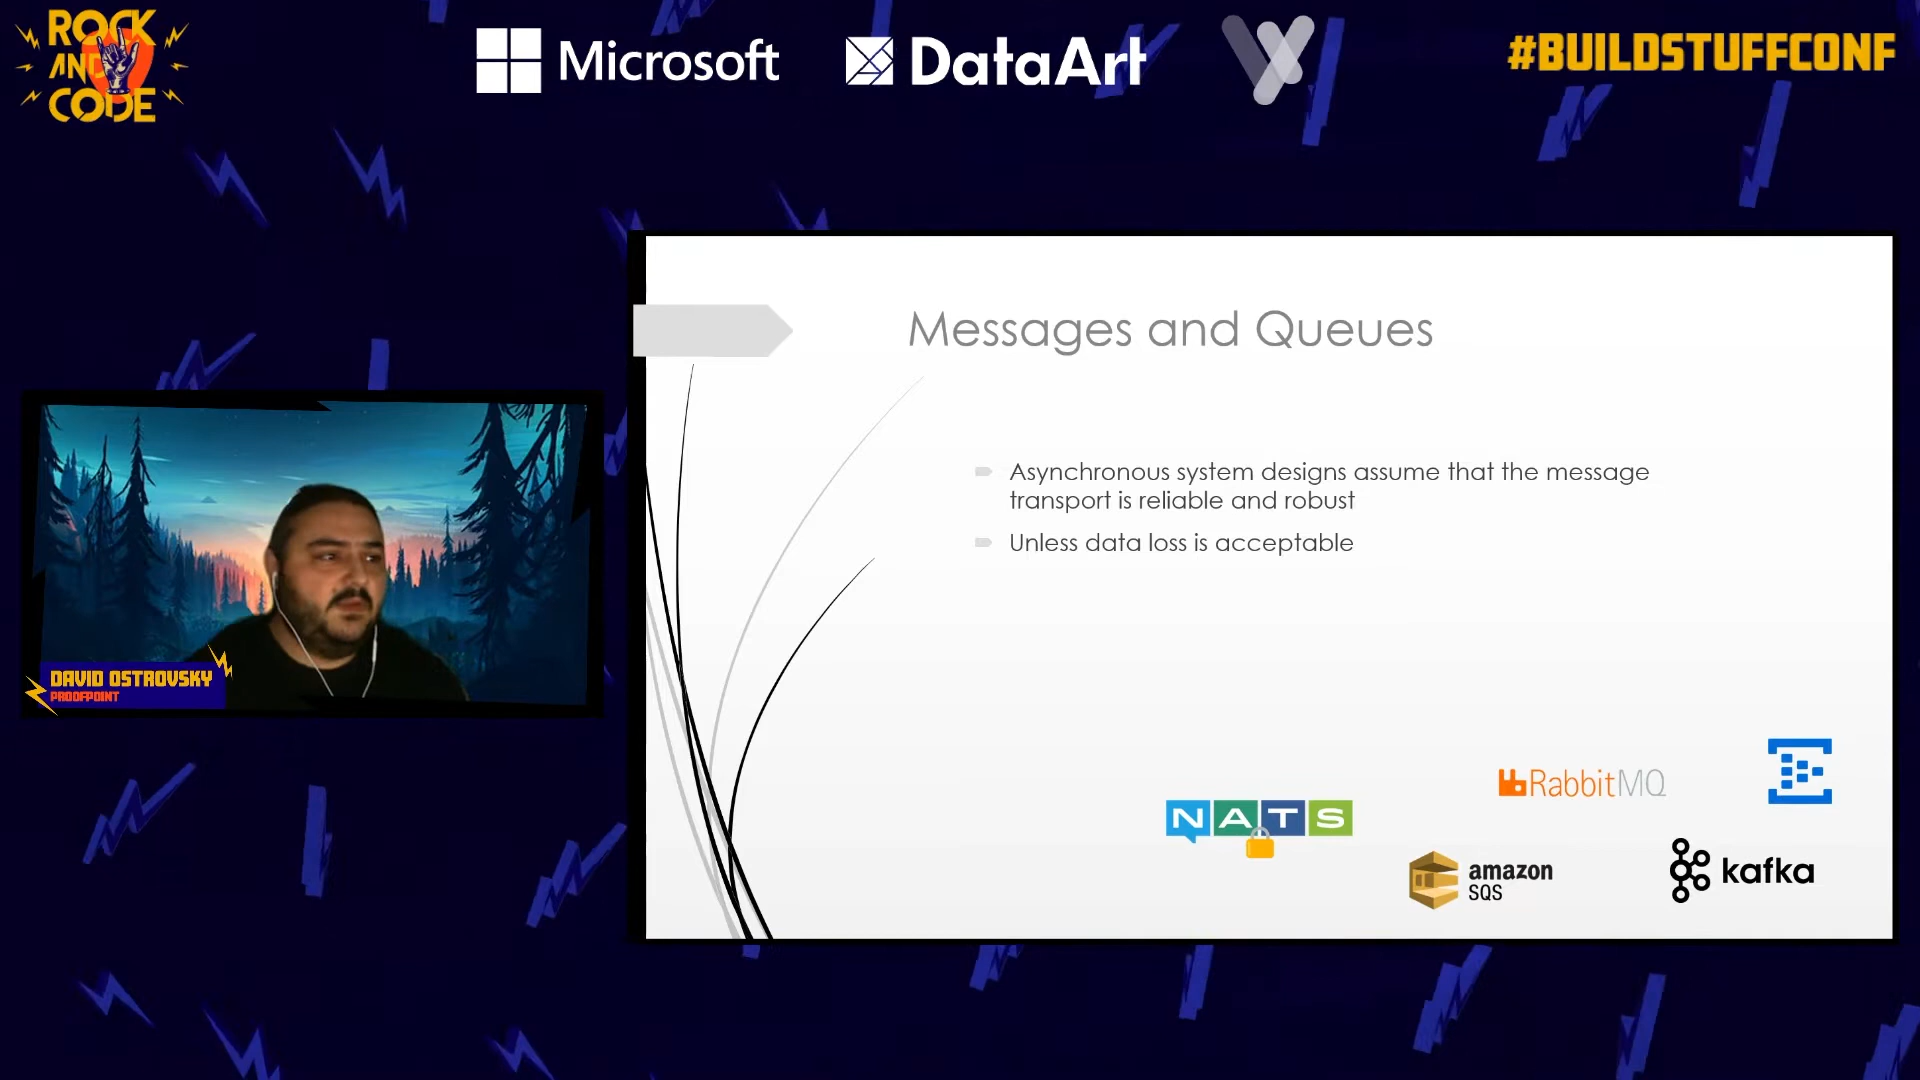 ROCK
AND
CODE
Microsoft
DataArt
#BUILDSTUFFCONF
Messages and Queues
Asynchronous system designs assume that the message
transport is reliable and robust
Unless data loss is acceptable
DAVID OSTROVSKY
PROOFPOINT
RabbitMQ
NATS
amazon
SQS
kafka